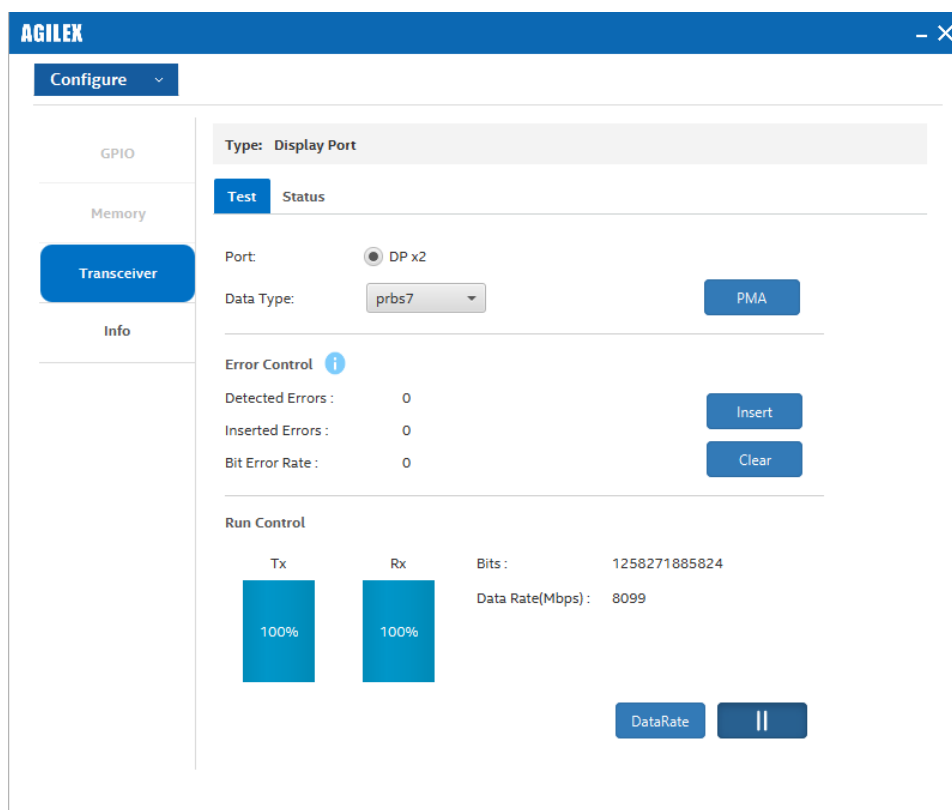 AGILEX
Configure
GPIO
Memory
Transceiver
Info
Type: Display Port
Test Status
Port: DP x2
Data Type: prbs7 PMA
Error Control i
Detected Errors : 0
Inserted Errors : 0
Bit Error Rate : 0
Insert
Clear
Run Control
Tx Rx Bits : 1258271885824
Data Rate(Mbps) : 8099
100% 100%
DataRate